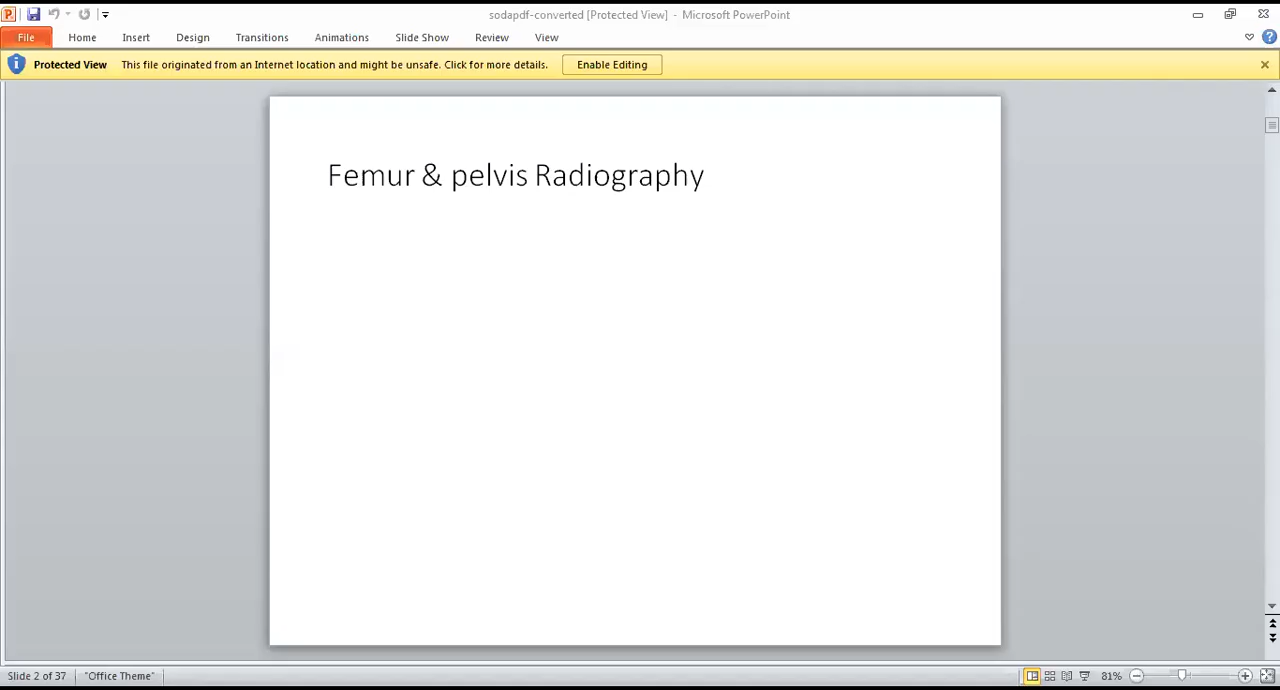 sodapdf-converted [Protected View] - Microsoft PowerPoint
File Home Insert Design Transitions Animations Slide Show Review View
Protected View This file originated from an Internet location and might be unsafe. Click for more details. Enable Editing
Femur & pelvis Radiography
Slide 2 of 37 "Office Theme" 81%